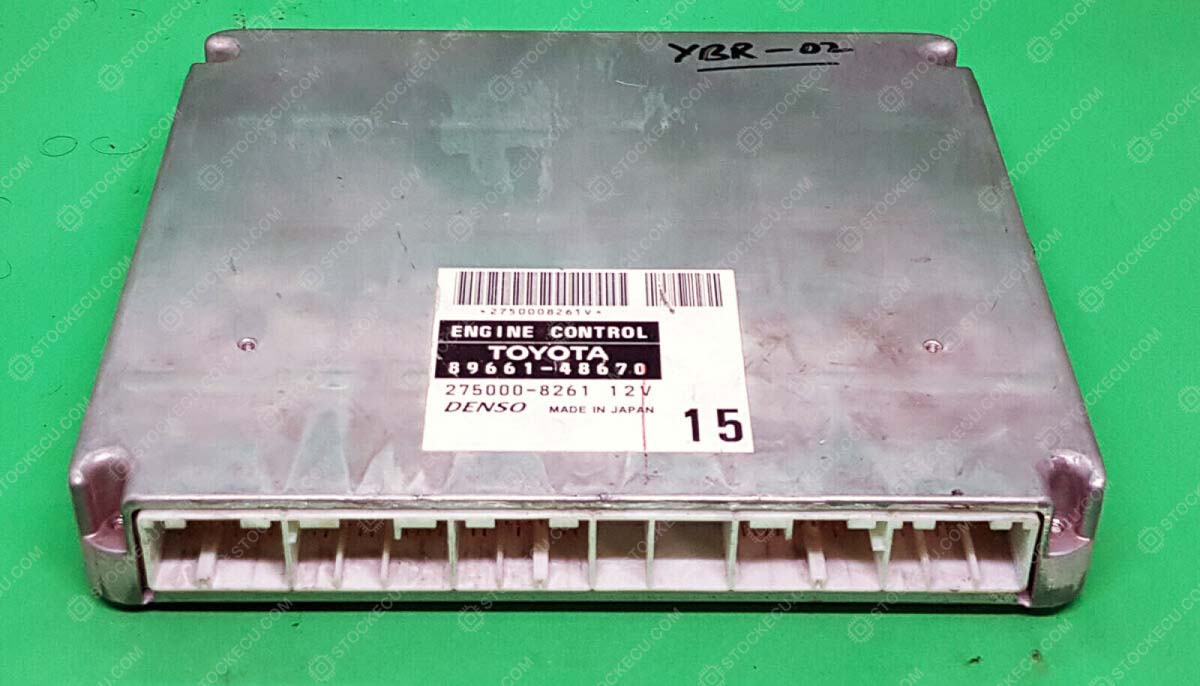 YBR-02
*2750008261V*
ENGINE CONTROL
TOYOTA
89661-48670
275000-8261 12V
DENSO MADE IN JAPAN
15
STOCKECU.COM